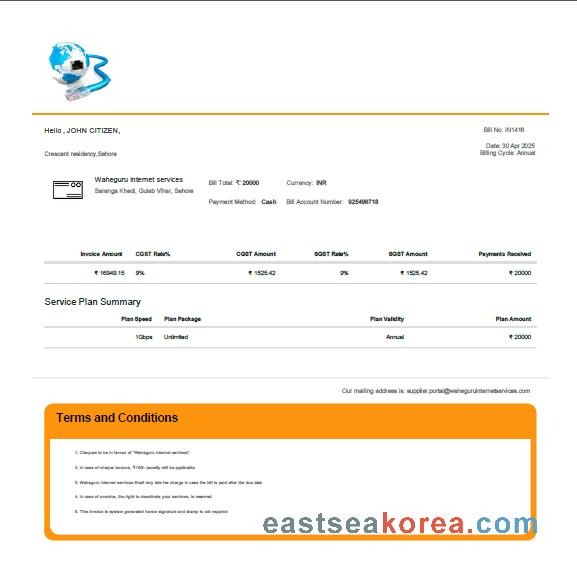 Hello , JOHN CITIZEN,
Bill No: IN1416
Crescent residency,Sehore
Date: 30 Apr 2025
Billing Cycle: Annual
Waheguru internet services
Saranga Khedi, Gulab Vihar, Sehore
Bill Total: ₹ 20000 Currency: INR
Payment Method: Cash Bill Account Number: 925496718
Invoice Amount CGST Rate% CGST Amount SGST Rate% SGST Amount Payments Received
₹ 16949.15 9% ₹ 1525.42 9% ₹ 1525.42 ₹ 20000
Service Plan Summary
Plan Speed Plan Package Plan Validity Plan Amount
1Gbps Unlimited Annual ₹ 20000
Our mailing address is: supplier.portal@waheguruinternetservices.com
Terms and Conditions
1. Cheques to be in favour of "Waheguru internet services".
2. In case of cheque bounce, ₹100/- penalty will be applicable.
3. Waheguru internet services Shall levy late fee charge in case the bill is paid after the due date
4. In case of overdue, the right to deactivate your services, is reserved.
5. This invoice is system generated hence signature and stamp is not required
eastseakorea.com